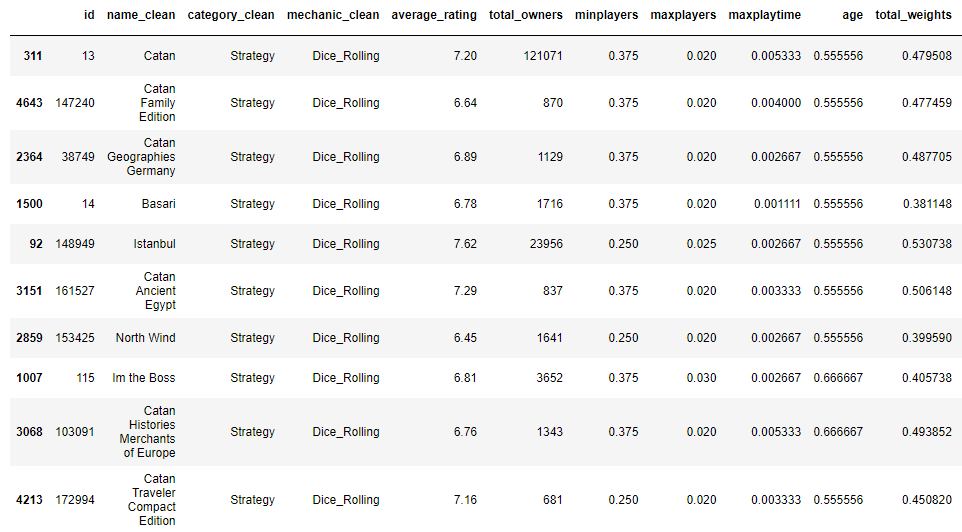 id name_clean category_clean mechanic_clean average_rating total_owners minplayers maxplayers maxplaytime age total_weights
311 13 Catan Strategy Dice_Rolling 7.20 121071 0.375 0.020 0.005333 0.555556 0.479508
Catan
4643 147240 Family Strategy Dice_Rolling 6.64 870 0.375 0.020 0.004000 0.555556 0.477459
Edition
Catan
2364 38749 Geographies Strategy Dice_Rolling 6.89 1129 0.375 0.020 0.002667 0.555556 0.487705
Germany
1500 14 Basari Strategy Dice_Rolling 6.78 1716 0.375 0.020 0.001111 0.555556 0.381148
92 148949 Istanbul Strategy Dice_Rolling 7.62 23956 0.250 0.025 0.002667 0.555556 0.530738
Catan
3151 161527 Ancient Strategy Dice_Rolling 7.29 837 0.375 0.020 0.003333 0.555556 0.506148
Egypt
2859 153425 North Wind Strategy Dice_Rolling 6.45 1641 0.250 0.020 0.002667 0.555556 0.399590
1007 115 Im the Boss Strategy Dice_Rolling 6.81 3652 0.375 0.030 0.002667 0.666667 0.405738
Catan
Histories
3068 103091 Merchants Strategy Dice_Rolling 6.76 1343 0.375 0.020 0.005333 0.666667 0.493852
of Europe
Catan
Traveler
4213 172994 Compact Strategy Dice_Rolling 7.16 681 0.250 0.020 0.003333 0.555556 0.450820
Edition